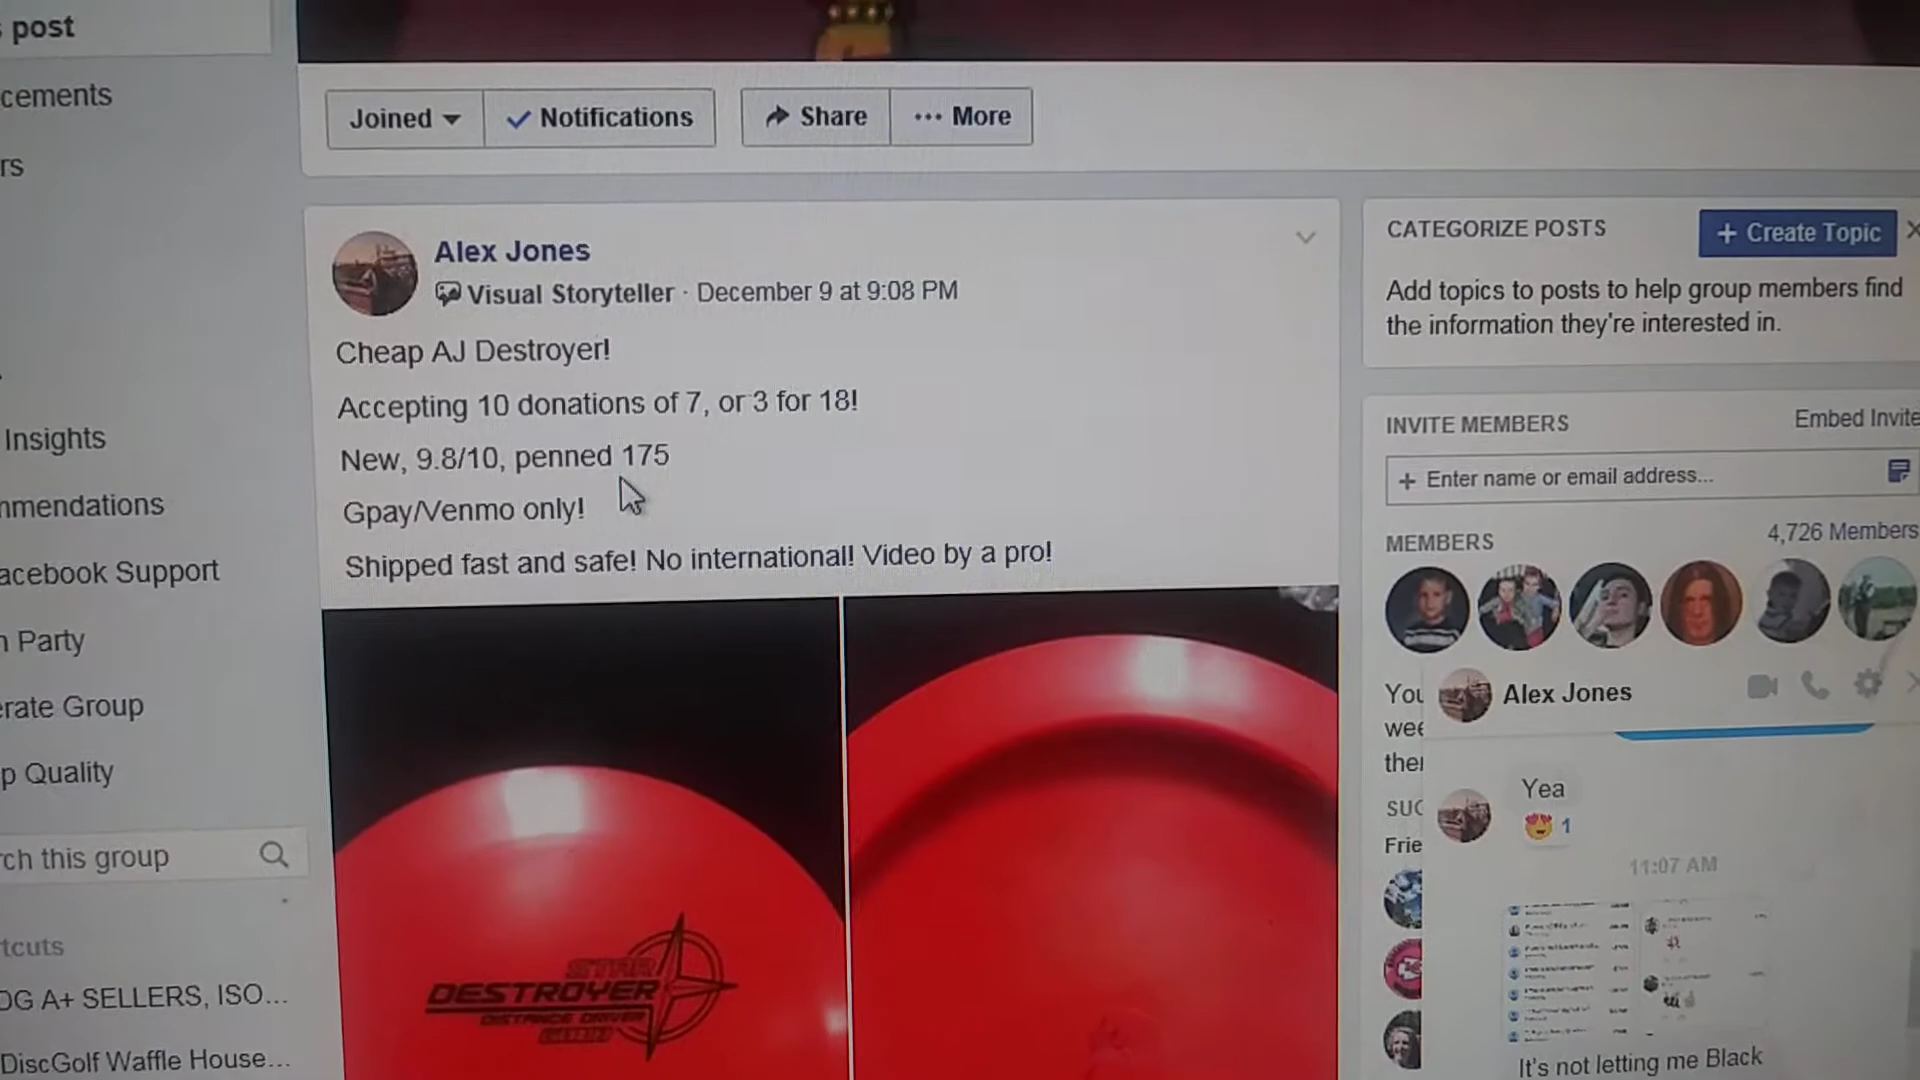 post
cements
rs
Insights
mmendations
acebook Support
n Party
erate Group
p Quality
rch this group
tcuts
OG A+ SELLERS, ISO...
DiscGolf Waffle House...
Joined
Notifications
Share
More
Alex Jones
Visual Storyteller · December 9 at 9:08 PM
Cheap AJ Destroyer!
Accepting 10 donations of 7, or 3 for 18!
New, 9.8/10, penned 175
Gpay/Venmo only!
Shipped fast and safe! No international! Video by a pro!
STAR
DESTROYER
DISTANCE DRIVER
CATEGORIZE POSTS
+ Create Topic
Add topics to posts to help group members find
the information they're interested in.
INVITE MEMBERS
Embed Invite
+ Enter name or email address...
MEMBERS
4,726 Members
You
wee
the
SUG
Frie
Alex Jones
Yea
1
11:07 AM
It's not letting me Black